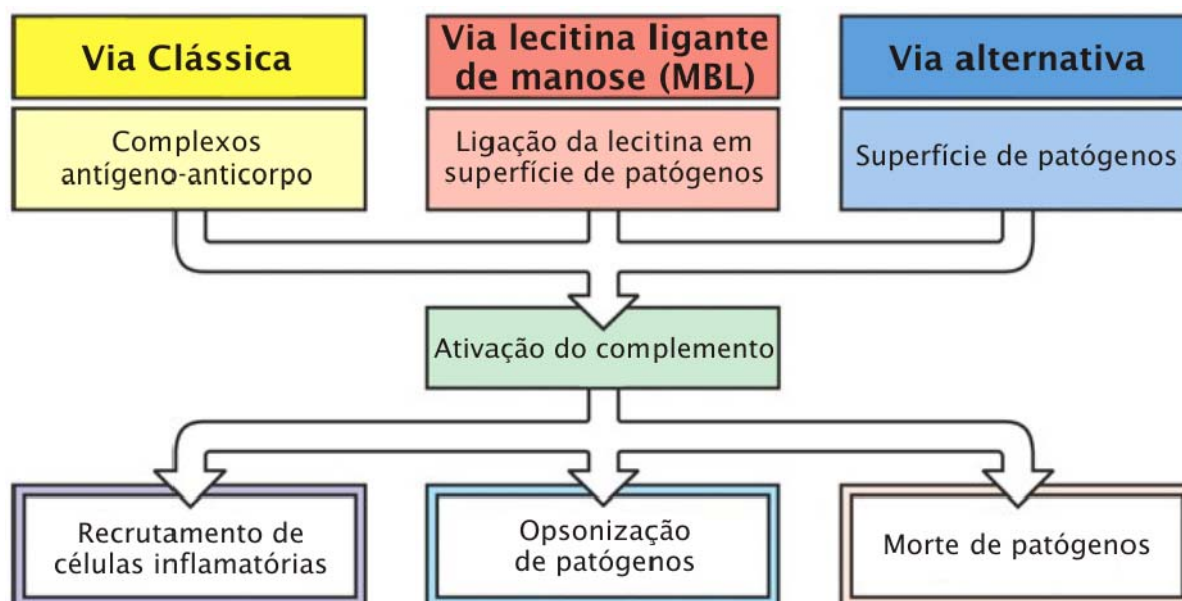 Via Clássica
Via lecitina ligante
de manose (MBL)
Via alternativa
Complexos
antígeno-anticorpo
Ligação da lecitina em
superfície de patógenos
Superfície de patógenos
Ativação do complemento
Recrutamento de
células inflamatórias
Opsonização
de patógenos
Morte de patógenos